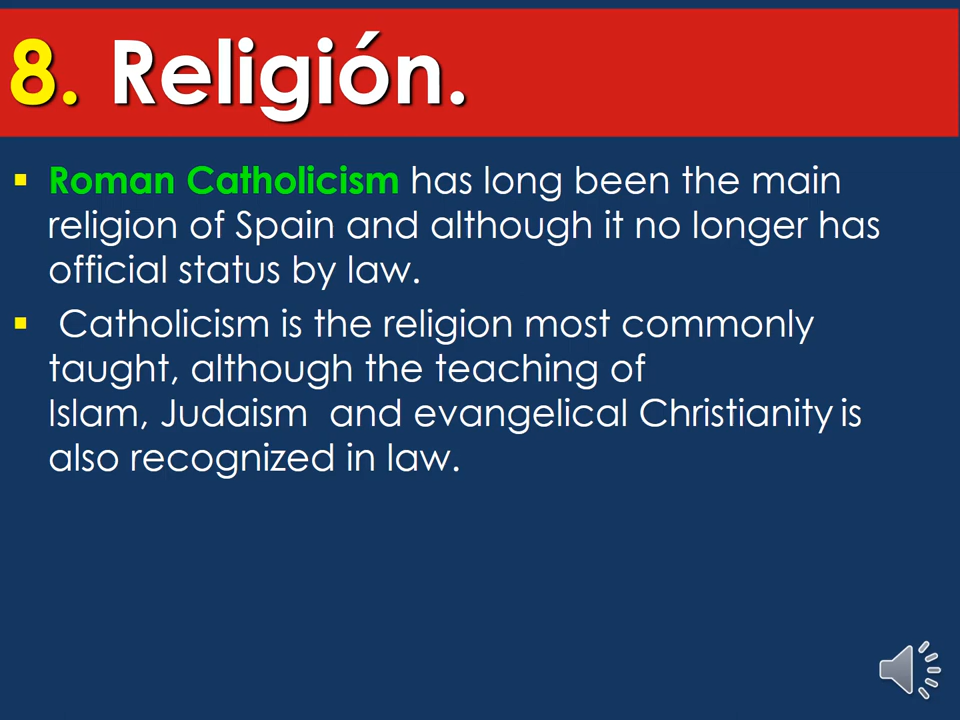 8. Religión.
▪ Roman Catholicism has long been the main
religion of Spain and although it no longer has
official status by law.
▪ Catholicism is the religion most commonly
taught, although the teaching of
Islam, Judaism and evangelical Christianity is
also recognized in law.